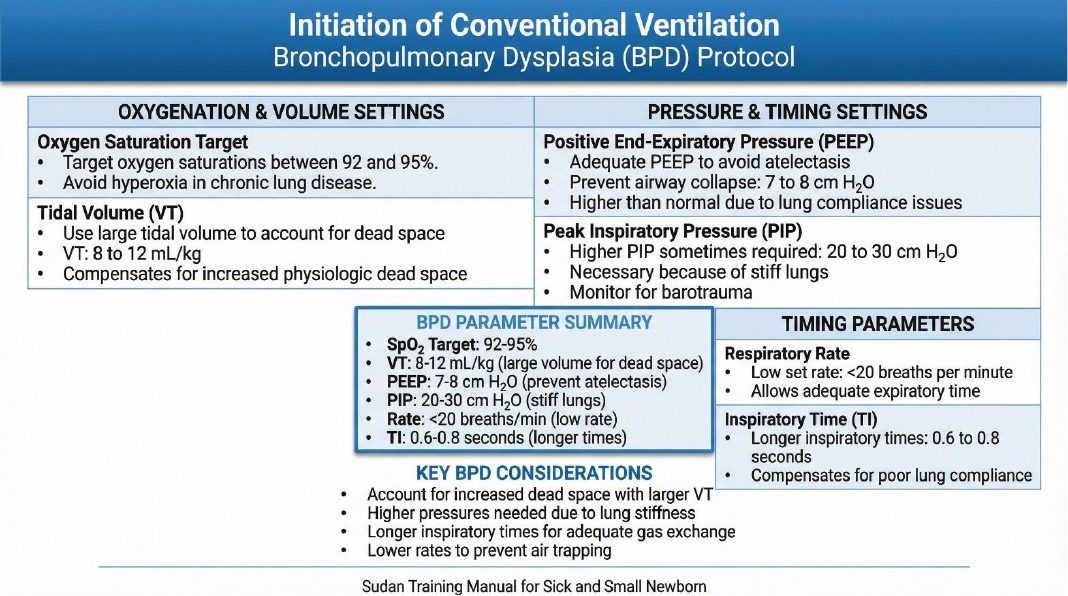 Initiation of Conventional Ventilation
Bronchopulmonary Dysplasia (BPD) Protocol
OXYGENATION & VOLUME SETTINGS
Oxygen Saturation Target
• Target oxygen saturations between 92 and 95%.
• Avoid hyperoxia in chronic lung disease.
Tidal Volume (VT)
• Use large tidal volume to account for dead space
• VT: 8 to 12 mL/kg
• Compensates for increased physiologic dead space
PRESSURE & TIMING SETTINGS
Positive End-Expiratory Pressure (PEEP)
• Adequate PEEP to avoid atelectasis
• Prevent airway collapse: 7 to 8 cm H₂O
• Higher than normal due to lung compliance issues
Peak Inspiratory Pressure (PIP)
• Higher PIP sometimes required: 20 to 30 cm H₂O
• Necessary because of stiff lungs
• Monitor for barotrauma
BPD PARAMETER SUMMARY
• SpO₂ Target: 92-95%
• VT: 8-12 mL/kg (large volume for dead space)
• PEEP: 7-8 cm H₂O (prevent atelectasis)
• PIP: 20-30 cm H₂O (stiff lungs)
• Rate: <20 breaths/min (low rate)
• TI: 0.6-0.8 seconds (longer times)
TIMING PARAMETERS
Respiratory Rate
• Low set rate: <20 breaths per minute
• Allows adequate expiratory time
Inspiratory Time (TI)
• Longer inspiratory times: 0.6 to 0.8
seconds
• Compensates for poor lung compliance
KEY BPD CONSIDERATIONS
• Account for increased dead space with larger VT
• Higher pressures needed due to lung stiffness
• Longer inspiratory times for adequate gas exchange
• Lower rates to prevent air trapping
Sudan Training Manual for Sick and Small Newborn